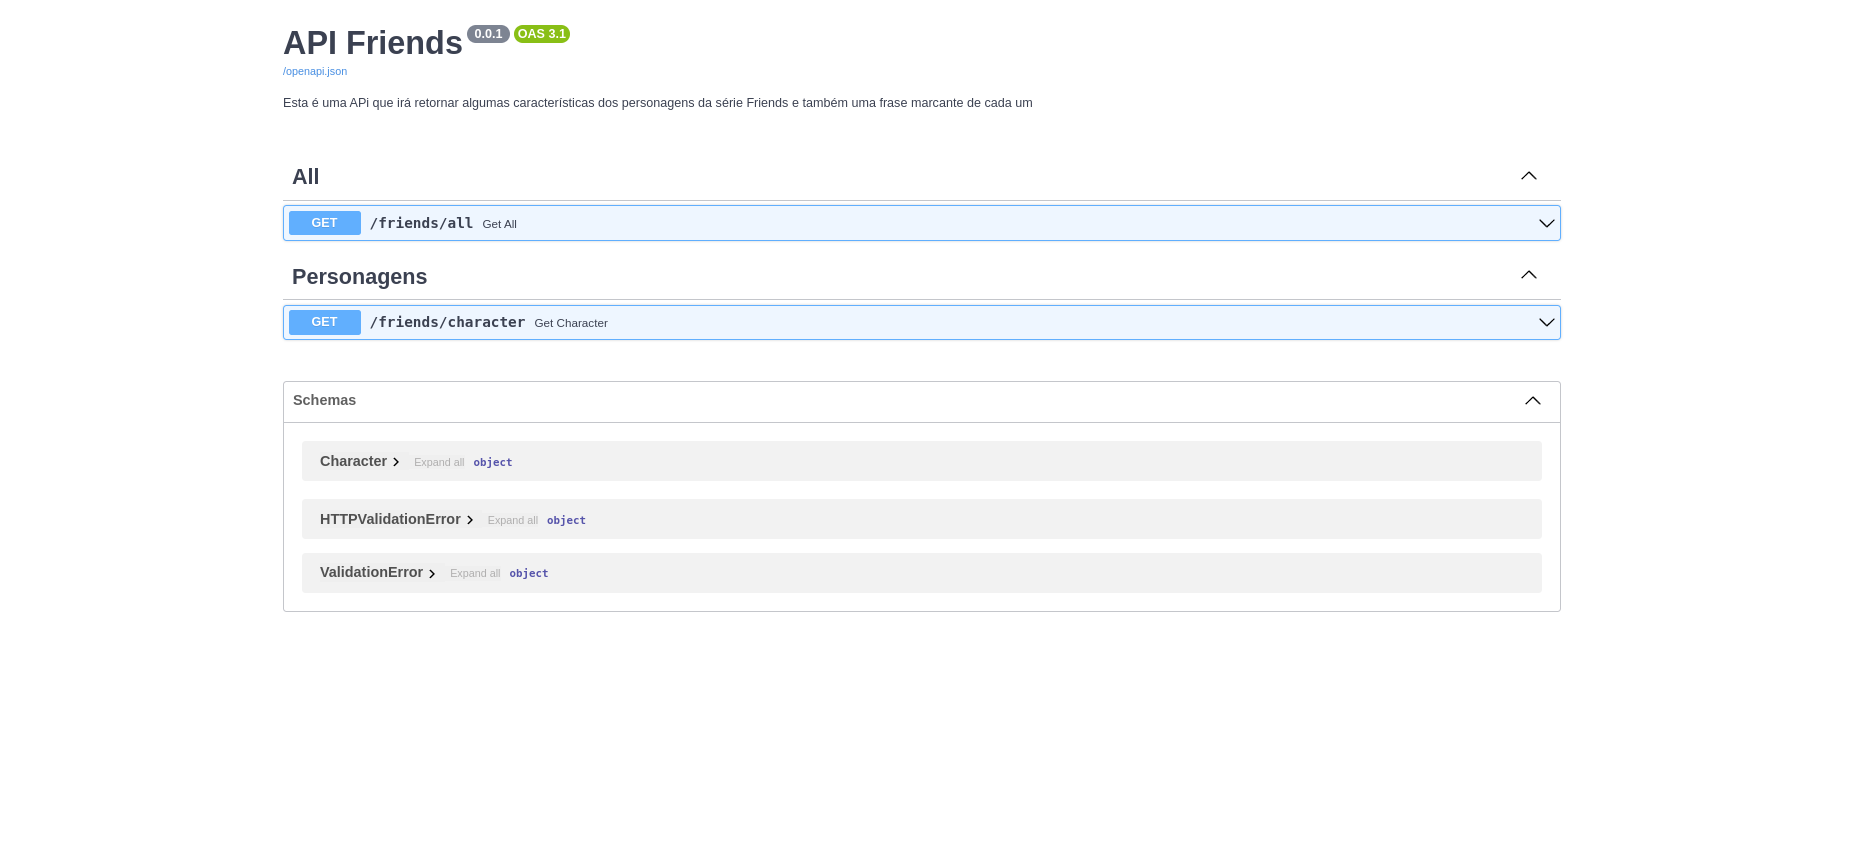 API Friends 0.0.1 OAS 3.1
/openapi.json
Esta é uma APi que irá retornar algumas características dos personagens da série Friends e também uma frase marcante de cada um
All
GET /friends/all Get All
Personagens
GET /friends/character Get Character
Schemas
Character Expand all object
HTTPValidationError Expand all object
ValidationError Expand all object